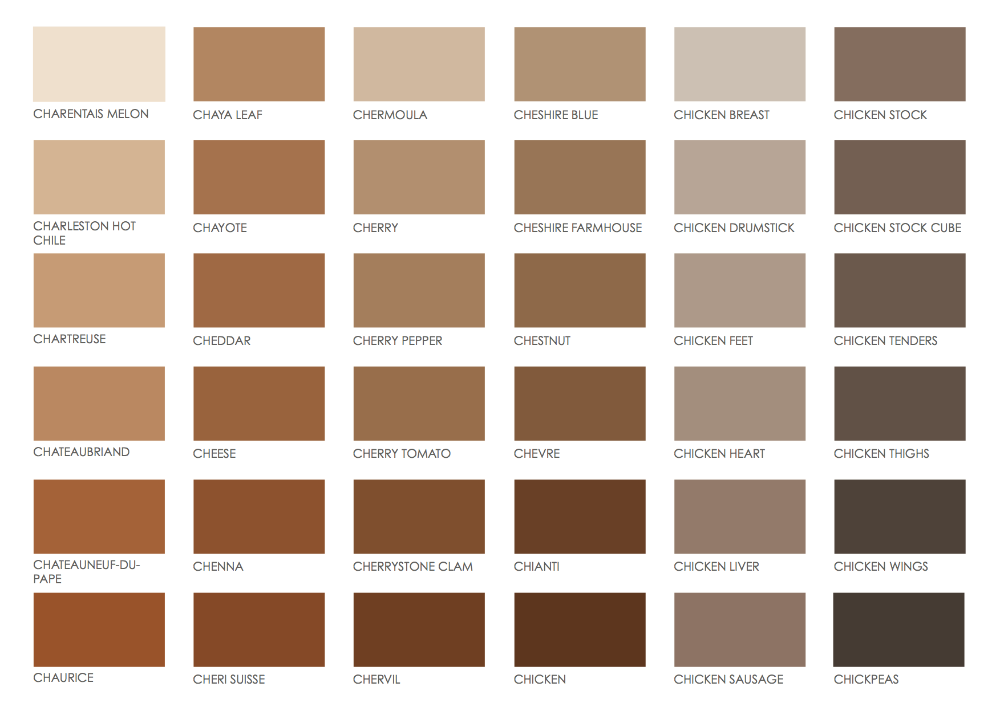 CHARENTAIS MELON
CHAYA LEAF
CHERMOULA
CHESHIRE BLUE
CHICKEN BREAST
CHICKEN STOCK
CHARLESTON HOT
CHILE
CHAYOTE
CHERRY
CHESHIRE FARMHOUSE
CHICKEN DRUMSTICK
CHICKEN STOCK CUBE
CHARTREUSE
CHEDDAR
CHERRY PEPPER
CHESTNUT
CHICKEN FEET
CHICKEN TENDERS
CHATEAUBRIAND
CHEESE
CHERRY TOMATO
CHEVRE
CHICKEN HEART
CHICKEN THIGHS
CHATEAUNEUF-DU-
PAPE
CHENNA
CHERRYSTONE CLAM
CHIANTI
CHICKEN LIVER
CHICKEN WINGS
CHAURICE
CHERI SUISSE
CHERVIL
CHICKEN
CHICKEN SAUSAGE
CHICKPEAS